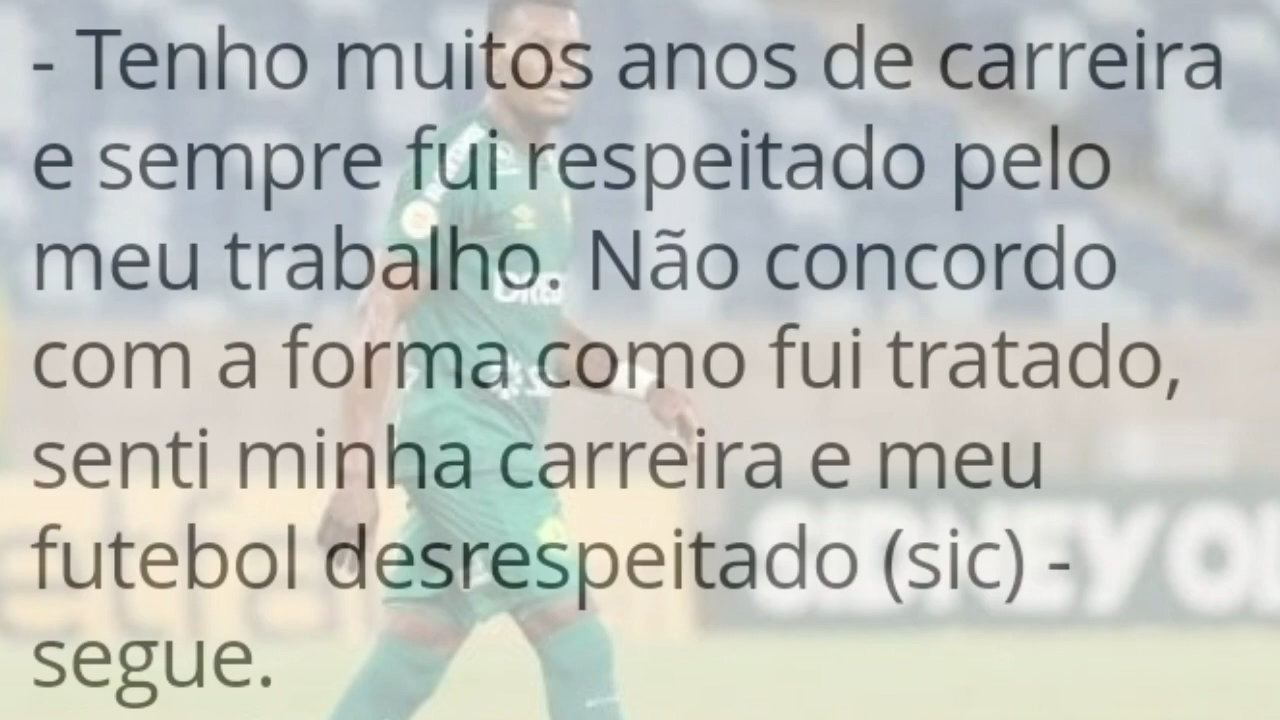 - Tenho muitos anos de carreira
e sempre fui respeitado pelo
meu trabalho. Não concordo
com a forma como fui tratado,
senti minha carreira e meu
futebol desrespeitado (sic) -
segue.